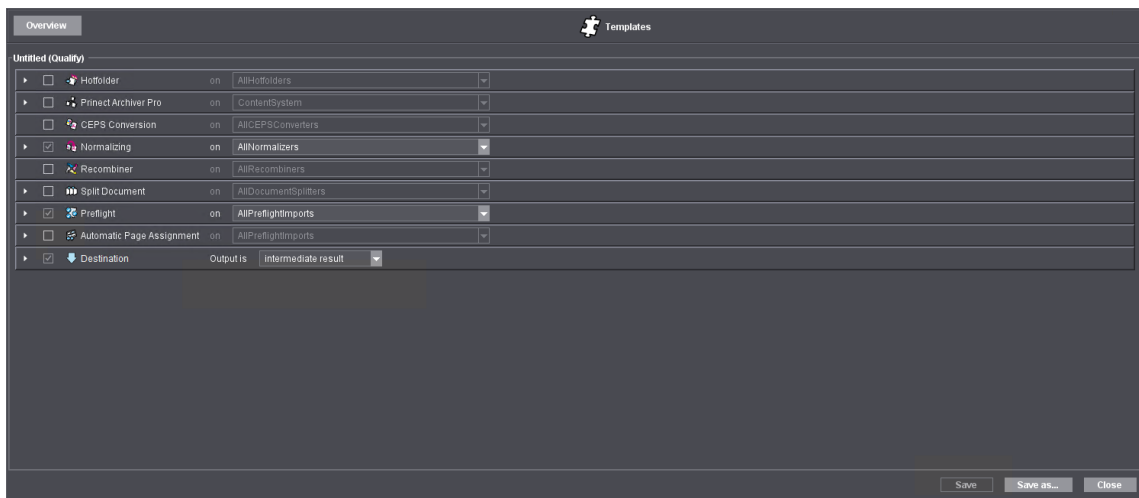 Overview
Templates
Untitled (Qualify)
Hotfolder on AllHotfolders
Prinect Archiver Pro on ContentSystem
CEPS Conversion on AllCEPSConverters
Normalizing on AllNormalizers
Recombiner on AllRecombiners
Split Document on AllDocumentSplitters
Preflight on AllPreflightImports
Automatic Page Assignment on AllPreflightImports
Destination Output is intermediate result
Save Save as... Close